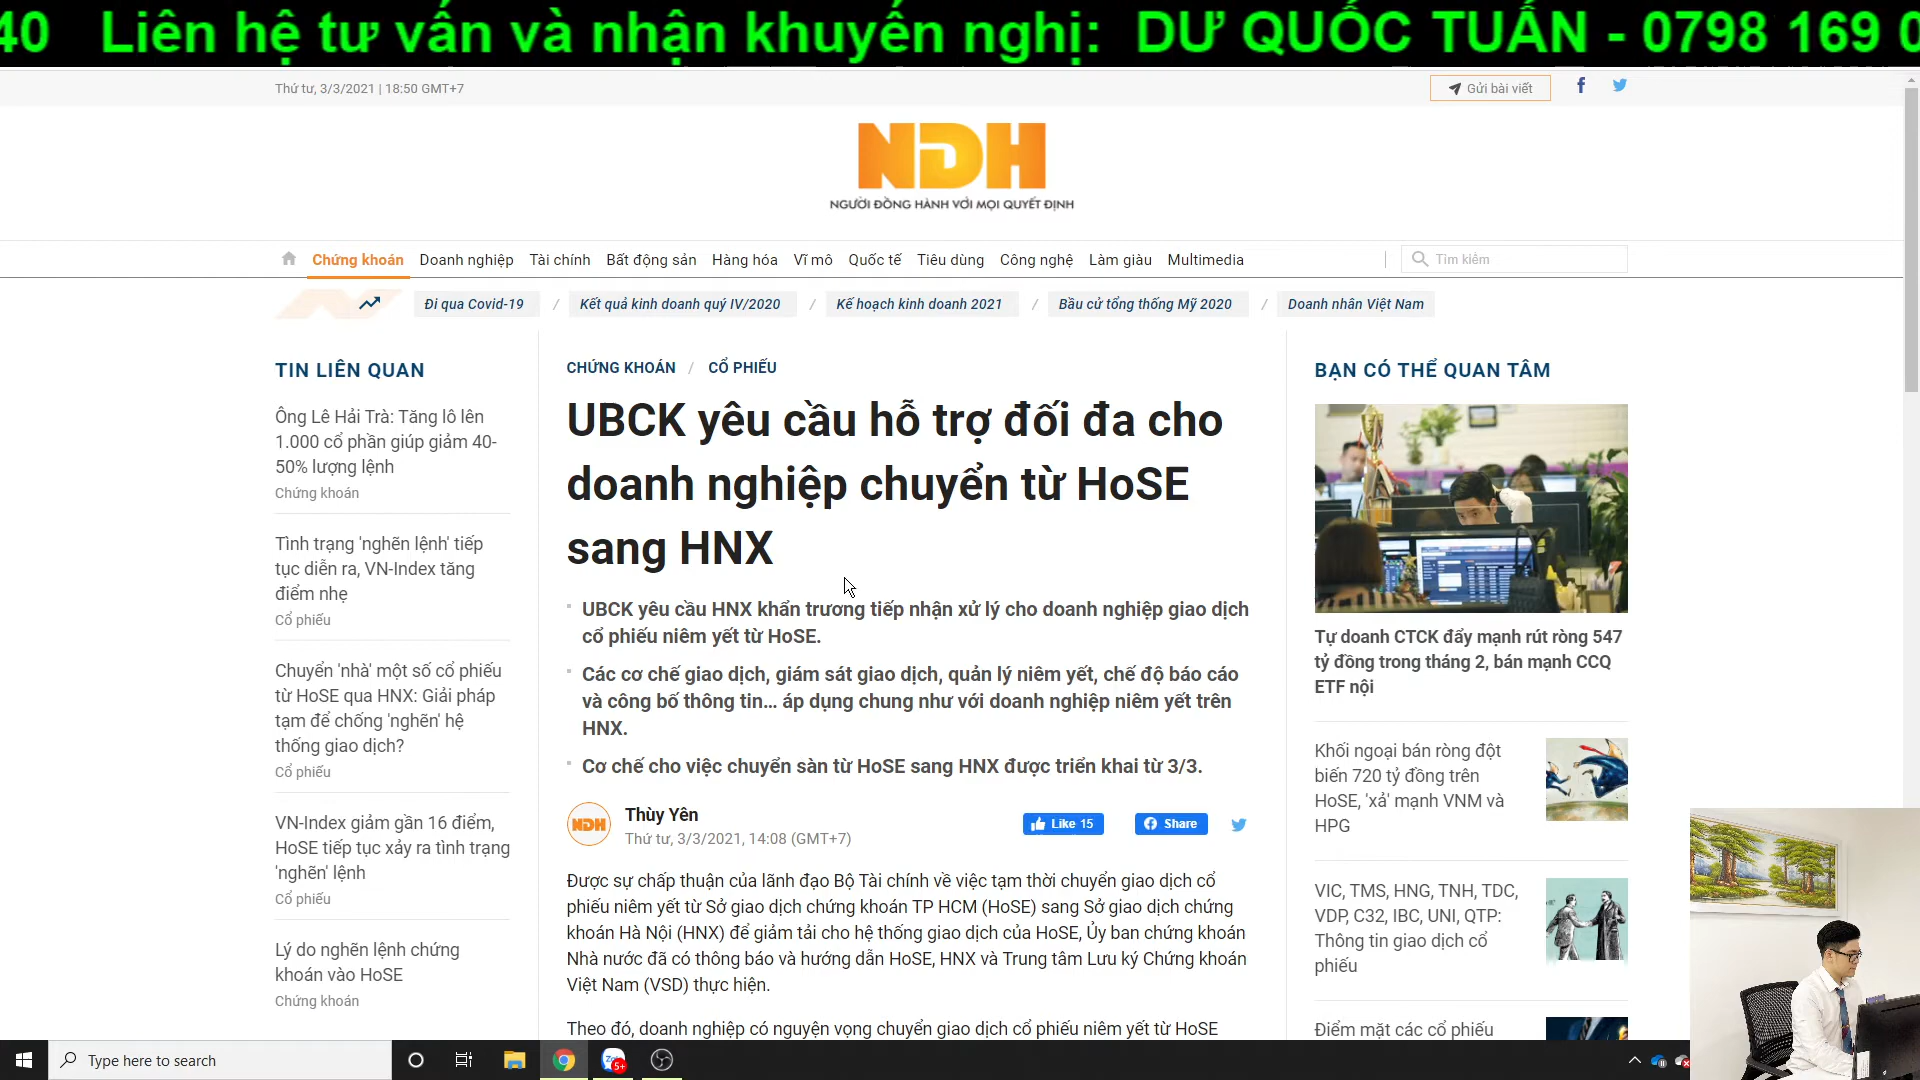 40 Liên hệ tư vấn và nhận khuyến nghị: DƯ QUỐC TUẤN - 0798 169 0
Thứ tư, 3/3/2021 | 18:50 GMT+7
Gửi bài viết
NDH
NGƯỜI ĐỒNG HÀNH VỚI MỌI QUYẾT ĐỊNH
Chứng khoán Doanh nghiệp Tài chính Bất động sản Hàng hóa Vĩ mô Quốc tế Tiêu dùng Công nghệ Làm giàu Multimedia
Tìm kiếm
Đi qua Covid-19 / Kết quả kinh doanh quý IV/2020 / Kế hoạch kinh doanh 2021 / Bầu cử tổng thống Mỹ 2020 / Doanh nhân Việt Nam
TIN LIÊN QUAN
Ông Lê Hải Trà: Tăng lô lên
1.000 cổ phần giúp giảm 40-
50% lượng lệnh
Chứng khoán
Tình trạng 'nghẽn lệnh' tiếp
tục diễn ra, VN-Index tăng
điểm nhẹ
Cổ phiếu
Chuyển 'nhà' một số cổ phiếu
từ HoSE qua HNX: Giải pháp
tạm để chống 'nghẽn' hệ
thống giao dịch?
Cổ phiếu
VN-Index giảm gần 16 điểm,
HoSE tiếp tục xảy ra tình trạng
'nghẽn' lệnh
Cổ phiếu
Lý do nghẽn lệnh chứng
khoán vào HoSE
Chứng khoán
CHỨNG KHOÁN / CỔ PHIẾU
UBCK yêu cầu hỗ trợ đối đa cho
doanh nghiệp chuyển từ HoSE
sang HNX
UBCK yêu cầu HNX khẩn trương tiếp nhận xử lý cho doanh nghiệp giao dịch
cổ phiếu niêm yết từ HoSE.
Các cơ chế giao dịch, giám sát giao dịch, quản lý niêm yết, chế độ báo cáo
và công bố thông tin... áp dụng chung như với doanh nghiệp niêm yết trên
HNX.
Cơ chế cho việc chuyển sàn từ HoSE sang HNX được triển khai từ 3/3.
NDH
Thùy Yên
Thứ tư, 3/3/2021, 14:08 (GMT+7)
Like 15
Share
Được sự chấp thuận của lãnh đạo Bộ Tài chính về việc tạm thời chuyển giao dịch cổ
phiếu niêm yết từ Sở giao dịch chứng khoán TP HCM (HoSE) sang Sở giao dịch chứng
khoán Hà Nội (HNX) để giảm tải cho hệ thống giao dịch của HoSE, Ủy ban chứng khoán
Nhà nước đã có thông báo và hướng dẫn HoSE, HNX và Trung tâm Lưu ký Chứng khoán
Việt Nam (VSD) thực hiện.
Theo đó, doanh nghiệp có nguyện vọng chuyển giao dịch cổ phiếu niêm yết từ HoSE
BẠN CÓ THỂ QUAN TÂM
Tự doanh CTCK đẩy mạnh rút ròng 547
tỷ đồng trong tháng 2, bán mạnh CCQ
ETF nội
Khối ngoại bán ròng đột
biến 720 tỷ đồng trên
HoSE, 'xả' mạnh VNM và
HPG
VIC, TMS, HNG, TNH, TDC,
VDP, C32, IBC, UNI, QTP:
Thông tin giao dịch cổ
phiếu
Điểm mặt các cổ phiếu
Type here to search
Zalo
5+